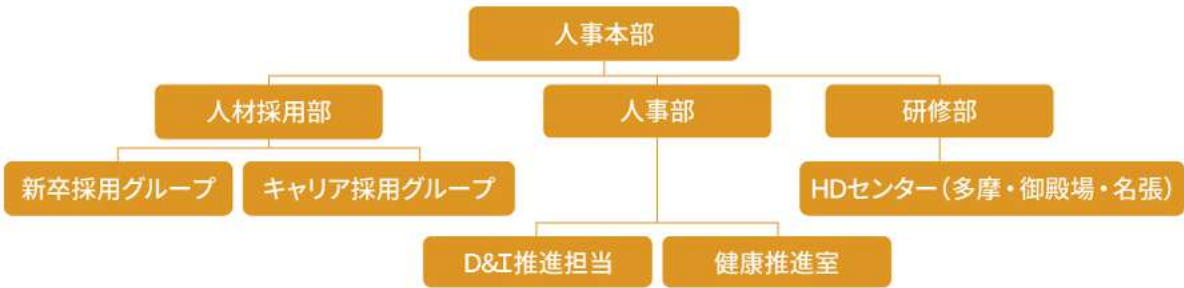 人事本部
人材採用部
人事部
研修部
新卒採用グループ
キャリア採用グループ
HDセンター(多摩・御殿場・名張)
D&I推進担当
健康推進室